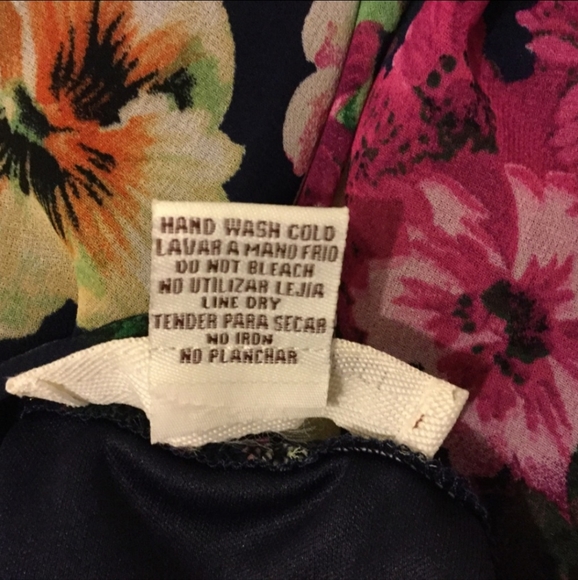 HAND WASH COLD
LAVAR A MANO FRIO
DO NOT BLEACH
NO UTILIZAR LEJIA
LINE DRY
TENDER PARA SECAR
NO IRON
NO PLANCHAR